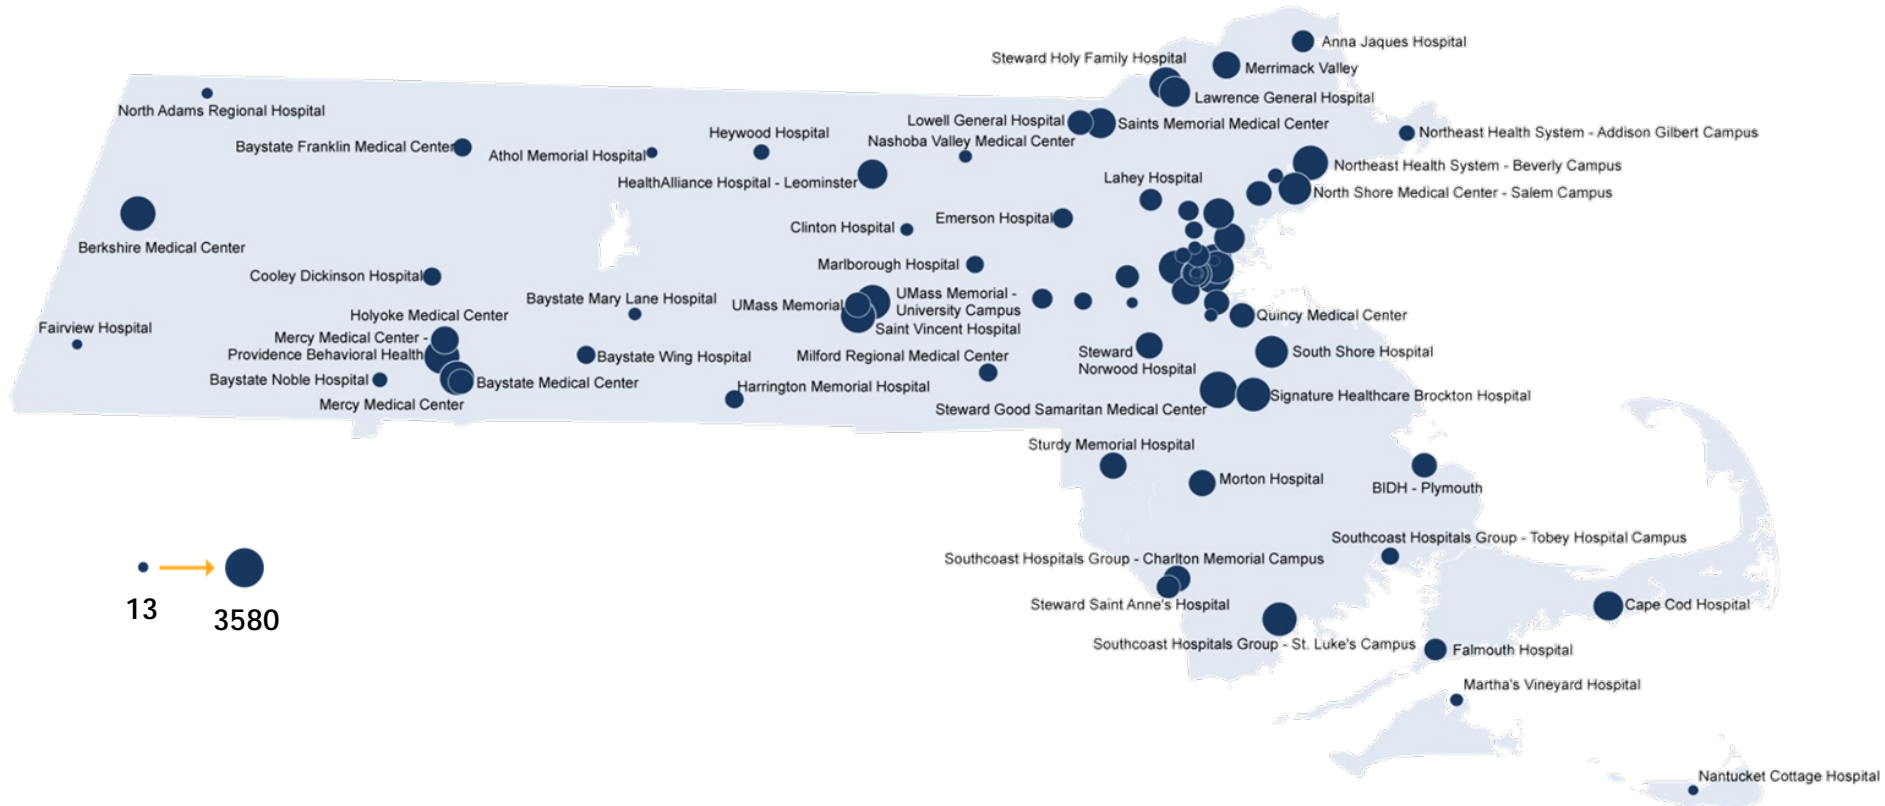 Anna Jaques Hospital
Steward Holy Family Hospital
Merrimack Valley
Lawrence General Hospital
North Adams Regional Hospital
Lowell General Hospital
Saints Memorial Medical Center
Heywood Hospital
Northeast Health System - Addison Gilbert Campus
Nashoba Valley Medical Center
Baystate Franklin Medical Center
Athol Memorial Hospital
Northeast Health System - Beverly Campus
HealthAlliance Hospital - Leominster
Lahey Hospital
North Shore Medical Center - Salem Campus
Emerson Hospital
Clinton Hospital
Berkshire Medical Center
Marlborough Hospital
Cooley Dickinson Hospital
Baystate Mary Lane Hospital
UMass Memorial
UMass Memorial -
University Campus
Saint Vincent Hospital
Holyoke Medical Center
Quincy Medical Center
Fairview Hospital
Mercy Medical Center -
Providence Behavioral Health
Baystate Wing Hospital
Milford Regional Medical Center
Steward
Norwood Hospital
South Shore Hospital
Baystate Noble Hospital
Baystate Medical Center
Harrington Memorial Hospital
Mercy Medical Center
Steward Good Samaritan Medical Center
Signature Healthcare Brockton Hospital
Sturdy Memorial Hospital
Morton Hospital
BIDH - Plymouth
Southcoast Hospitals Group - Tobey Hospital Campus
Southcoast Hospitals Group - Charlton Memorial Campus
Steward Saint Anne's Hospital
Cape Cod Hospital
13
3580
Southcoast Hospitals Group - St. Luke's Campus
Falmouth Hospital
Martha's Vineyard Hospital
Nantucket Cottage Hospital